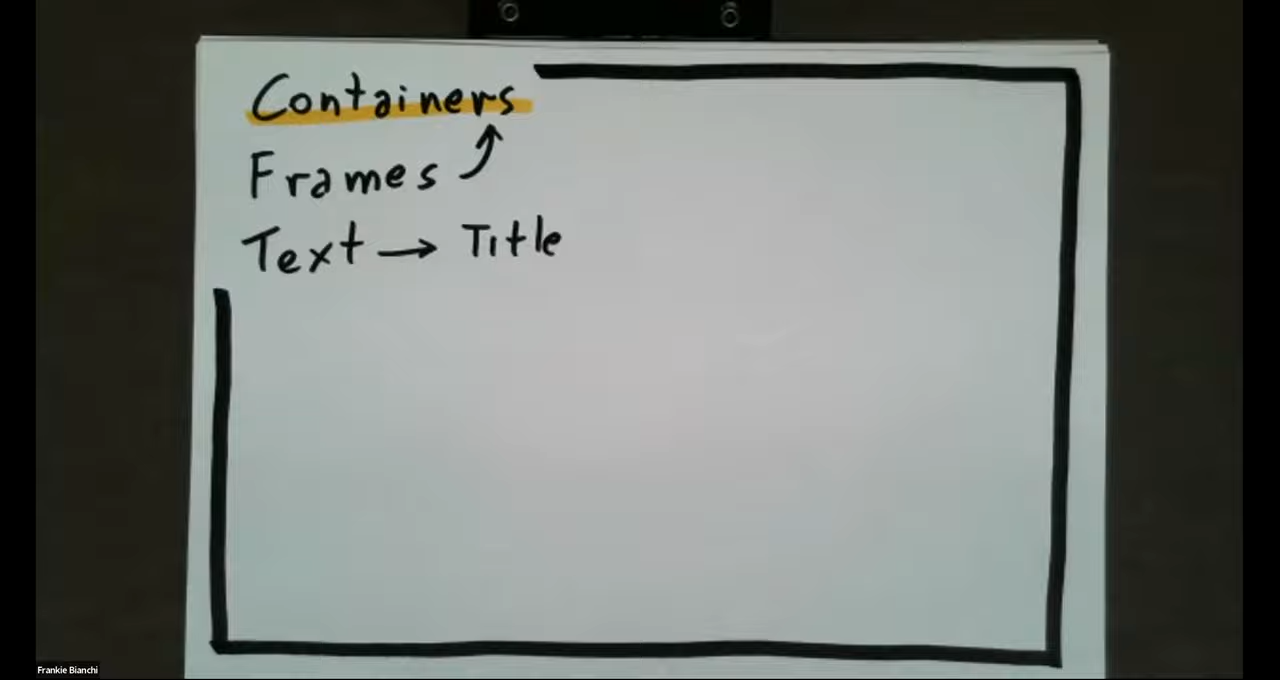 Containers
Frames
Text → Title
Frankie Bianchi